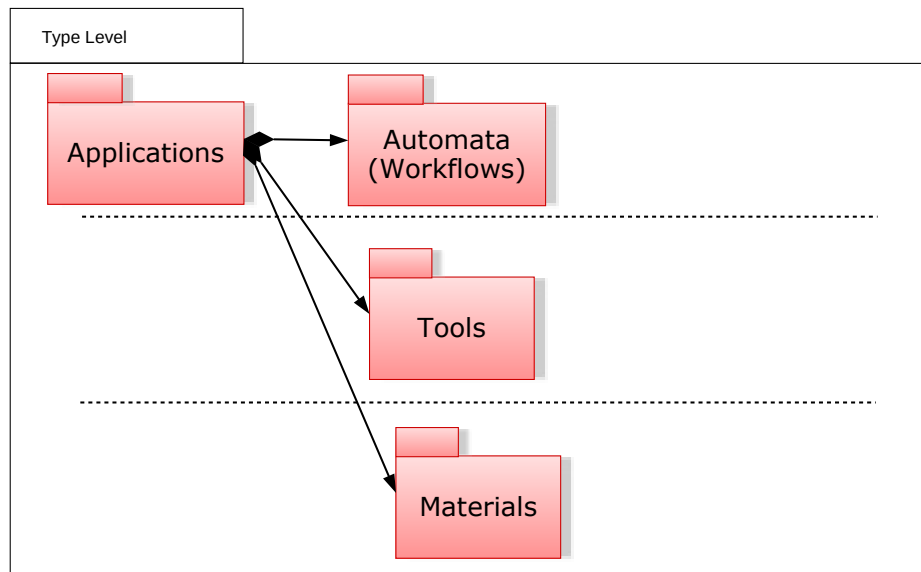 Type Level
Applications
Automata
(Workflows)
Tools
Materials